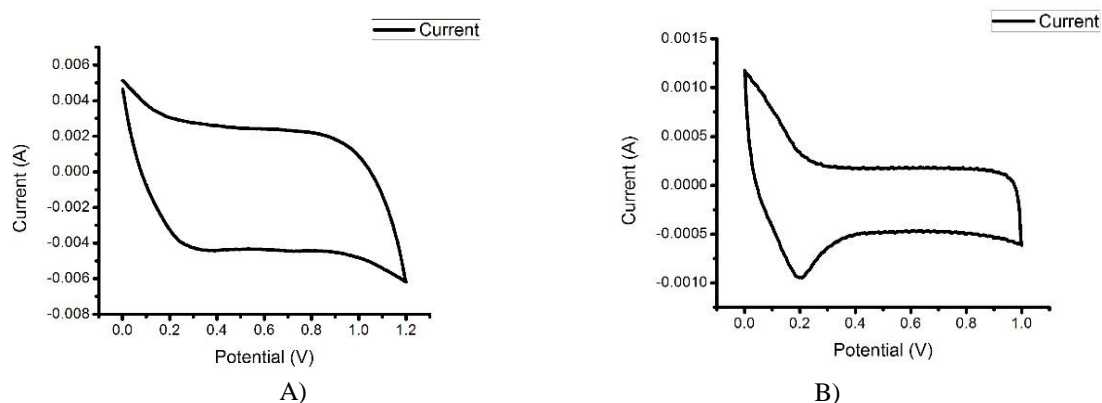 Current
0.006
0.004
0.002
0.000
-0.002
-0.004
-0.006
-0.008
Current (A)
0.0 0.2 0.4 0.6 0.8 1.0 1.2
Potential (V)
A)
Current
0.0015
0.0010
0.0005
0.0000
-0.0005
-0.0010
Current (A)
0.0 0.2 0.4 0.6 0.8 1.0
Potential (V)
B)